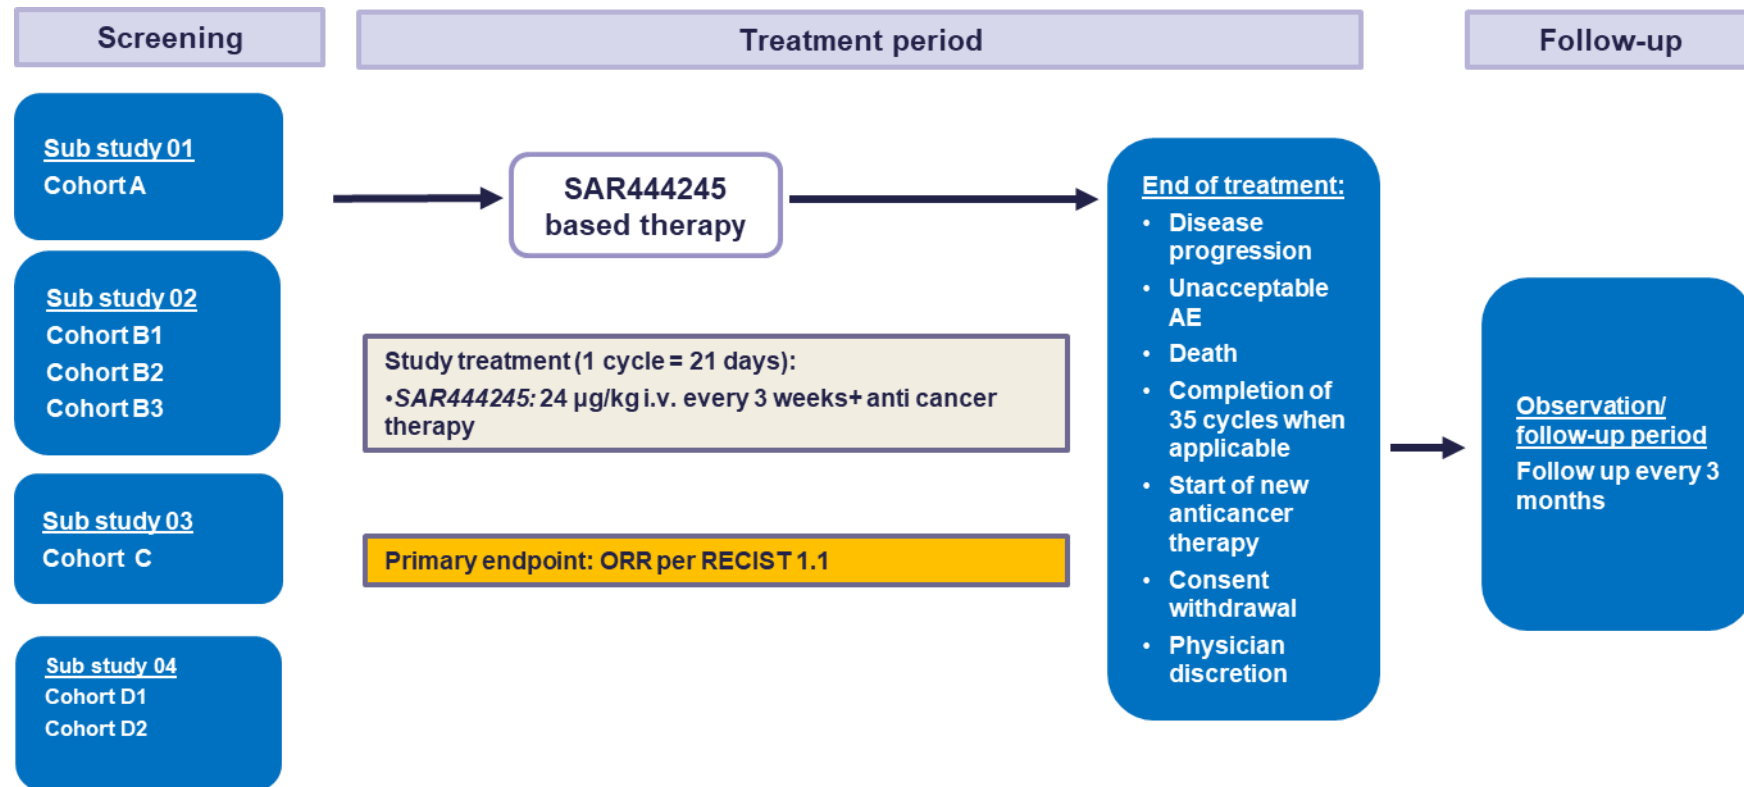 Screening
Treatment period
Follow-up
Sub study 01
Cohort A
Sub study 02
Cohort B1
Cohort B2
Cohort B3
Sub study 03
Cohort C
Sub study 04
Cohort D1
Cohort D2
SAR444245
based therapy
Study treatment (1 cycle = 21 days):
•SAR444245: 24 µg/kg i.v. every 3 weeks+ anti cancer
therapy
Primary endpoint: ORR per RECIST 1.1
End of treatment:
• Disease
progression
• Unacceptable
AE
• Death
• Completion of
35 cycles when
applicable
• Start of new
anticancer
therapy
• Consent
withdrawal
• Physician
discretion
Observation/
follow-up period
Follow up every 3
months